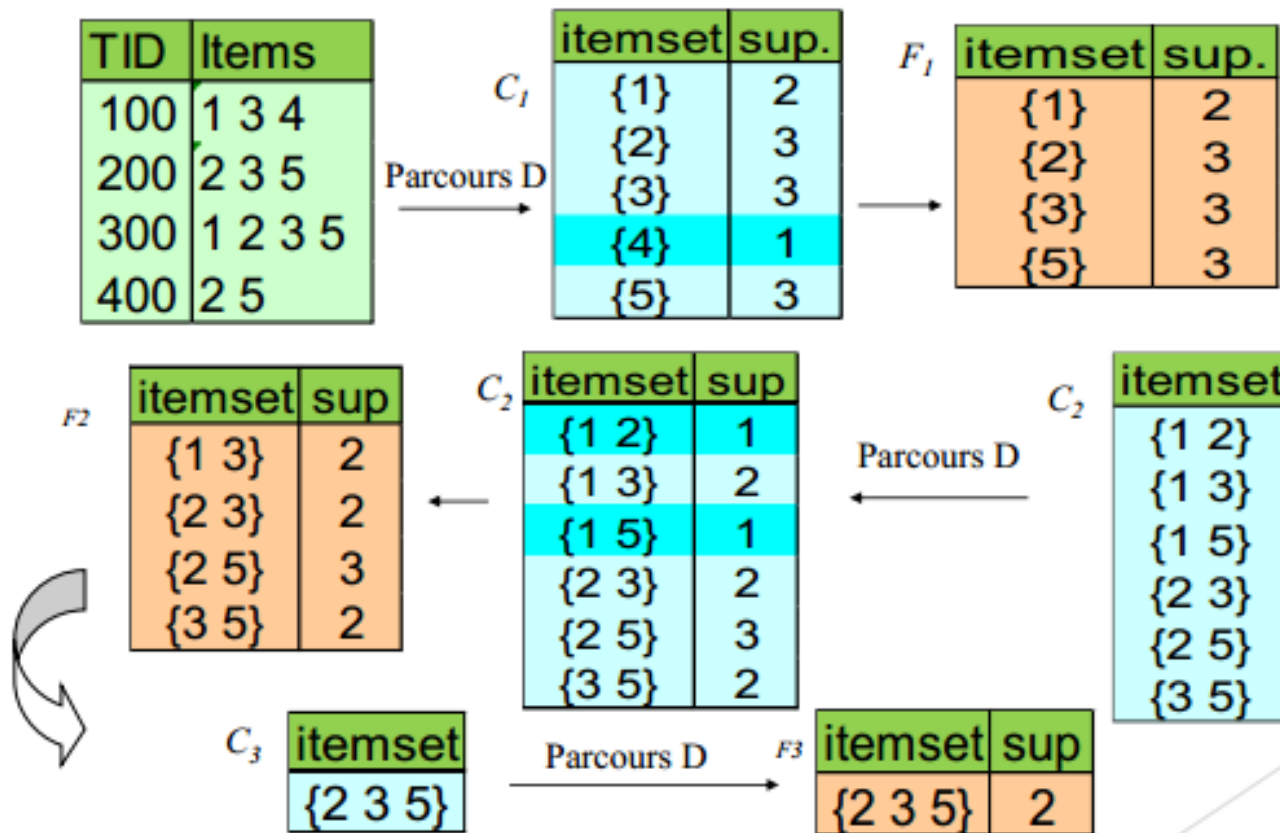 TID Items
100 1 3 4
200 2 3 5
300 1 2 3 5
400 2 5
Parcours D
C1
itemset sup.
{1} 2
{2} 3
{3} 3
{4} 1
{5} 3
F1
itemset sup.
{1} 2
{2} 3
{3} 3
{5} 3
F2
itemset sup
{1 3} 2
{2 3} 2
{2 5} 3
{3 5} 2
C2
itemset sup
{1 2} 1
{1 3} 2
{1 5} 1
{2 3} 2
{2 5} 3
{3 5} 2
Parcours D
C2
itemset
{1 2}
{1 3}
{1 5}
{2 3}
{2 5}
{3 5}
C3
itemset
{2 3 5}
Parcours D
F3
itemset sup
{2 3 5} 2